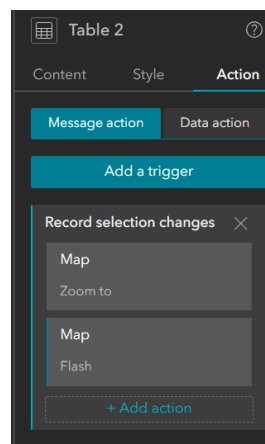 Table 2 ?
Content Style Action
Message action Data action
Add a trigger
Record selection changes
Map
Zoom to
Map
Flash
+ Add action